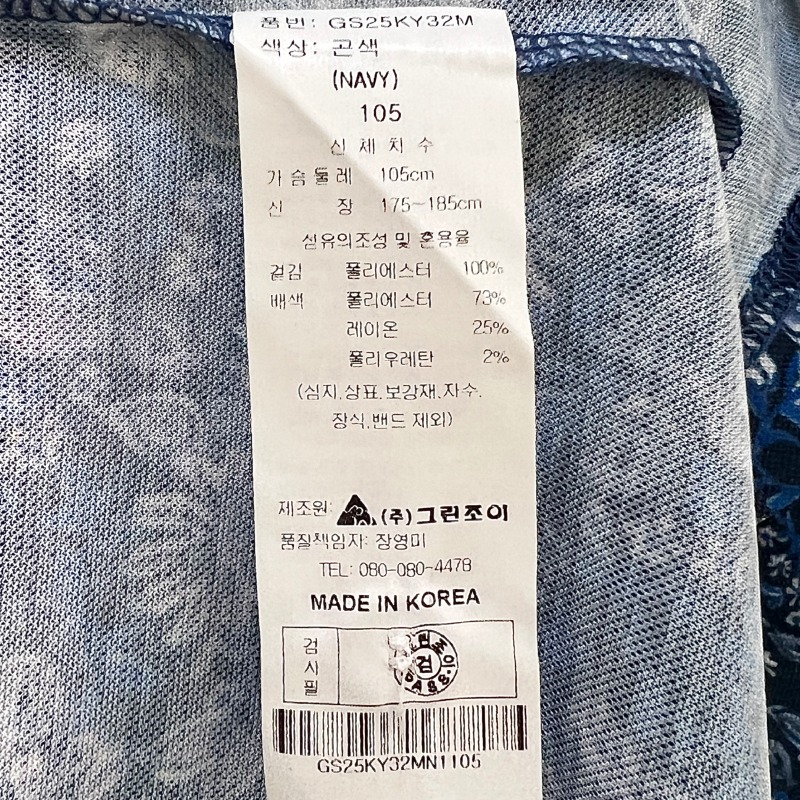 품번: GS25KY32M
색상: 곤색
(NAVY)
105
신 체 치 수
가 슴 둘 레 105cm
신 장 175~185cm
섬유의조성 및 혼용율
겉감 폴리에스터 100%
배색 폴리에스터 73%
레이온 25%
폴리우레탄 2%
(심지,상표,보강재,자수,
장식,밴드 제외)
제조원: (주)그린조이
품질책임자: 장영미
TEL: 080-080-4478
MADE IN KOREA
검사필
그린조이 검 PASS
GS25KY32MN1105